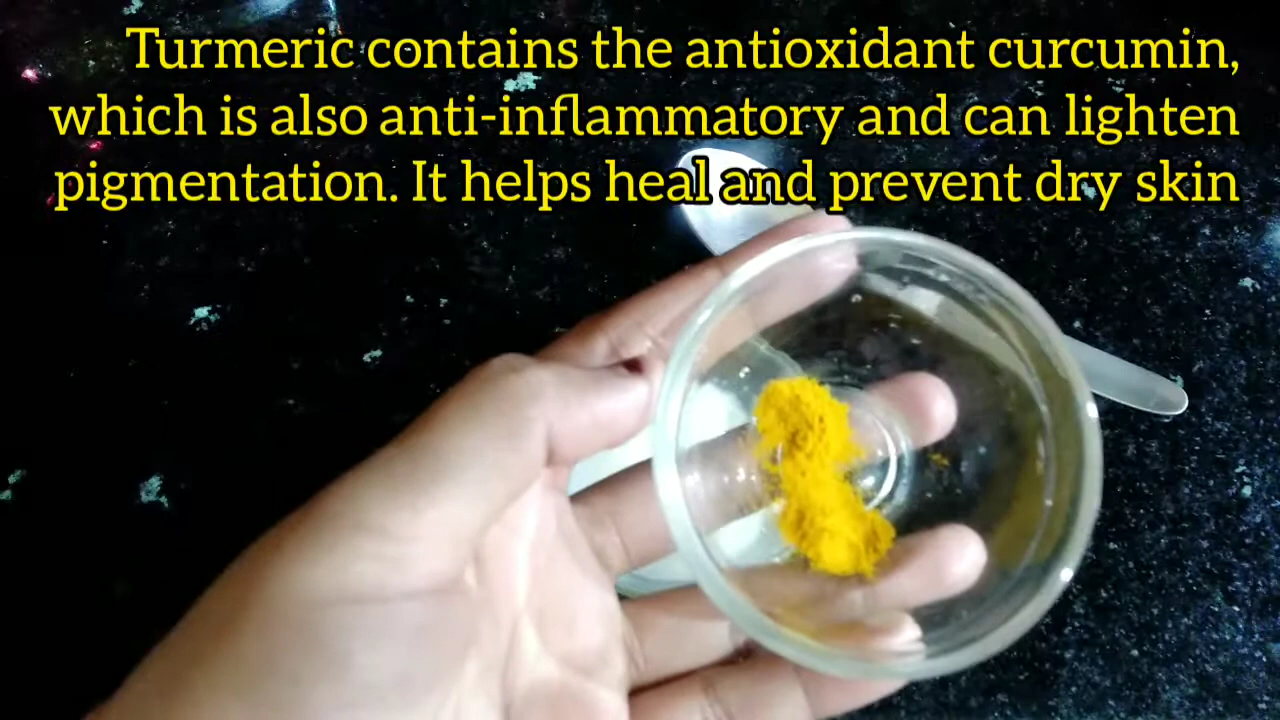 Turmeric contains the antioxidant curcumin,
which is also anti-inflammatory and can lighten
pigmentation. It helps heal and prevent dry skin